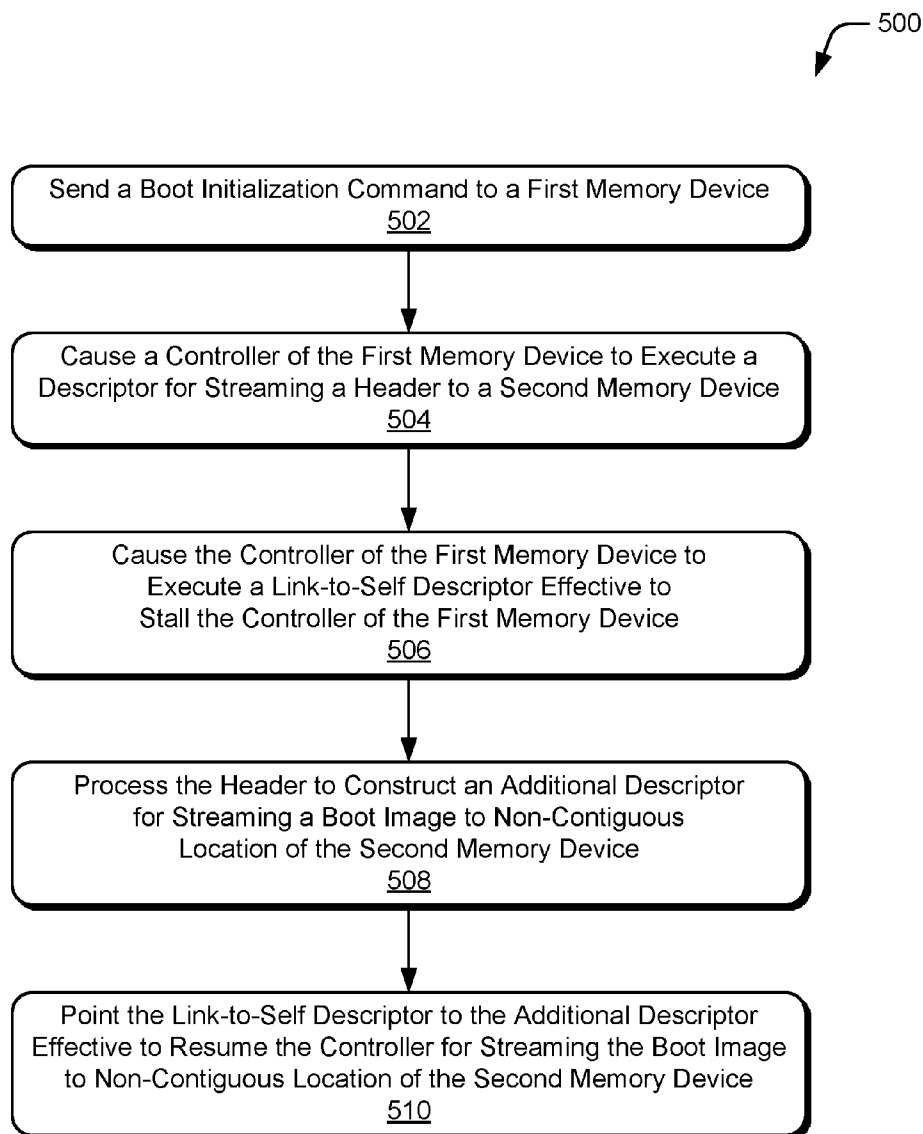 500
Send a Boot Initialization Command to a First Memory Device
502
Cause a Controller of the First Memory Device to Execute a
Descriptor for Streaming a Header to a Second Memory Device
504
Cause the Controller of the First Memory Device to
Execute a Link-to-Self Descriptor Effective to
Stall the Controller of the First Memory Device
506
Process the Header to Construct an Additional Descriptor
for Streaming a Boot Image to Non-Contiguous
Location of the Second Memory Device
508
Point the Link-to-Self Descriptor to the Additional Descriptor
Effective to Resume the Controller for Streaming the Boot Image
to Non-Contiguous Location of the Second Memory Device
510